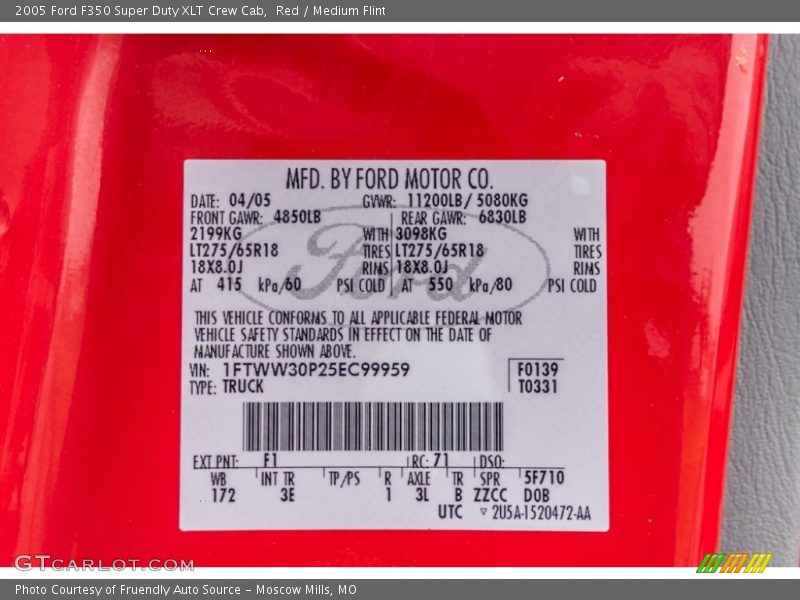 2005 Ford F350 Super Duty XLT Crew Cab,  Red / Medium Flint
MFD. BY FORD MOTOR CO.
DATE: 04/05 GVWR: 11200LB/ 5080KG
FRONT GAWR: 4850LB REAR GAWR: 6830LB
2199KG WITH 3098KG WITH
LT275/65R18 TIRES LT275/65R18 TIRES
18X8.0J RIMS 18X8.0J RIMS
AT 415 kPa/60 PSI COLD AT 550 kPa/80 PSI COLD
Ford
THIS VEHICLE CONFORMS TO ALL APPLICABLE FEDERAL MOTOR
VEHICLE SAFETY STANDARDS IN EFFECT ON THE DATE OF
MANUFACTURE SHOWN ABOVE.
VIN: 1FTWW30P25EC99959 F0139
TYPE: TRUCK T0331
EXT PNT: F1 RC: 71 DSO:
WB INT TR TP/PS R AXLE TR SPR 5F710
172 3E 1 3L B ZZCC DOB
UTC ▿ 2U5A-1520472-AA
GTCARLOT.COM
Photo Courtesy of Fruendly Auto Source – Moscow Mills, MO